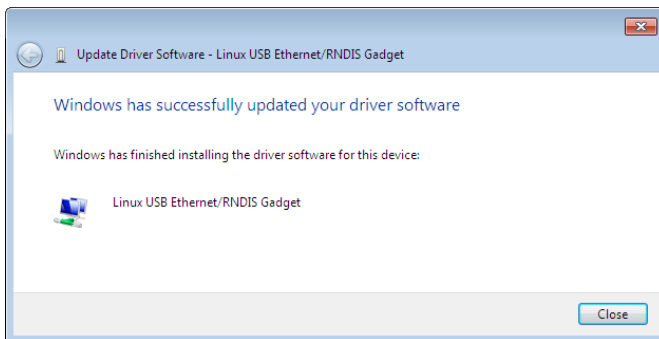 Update Driver Software - Linux USB Ethernet/RNDIS Gadget
Windows has successfully updated your driver software
Windows has finished installing the driver software for this device:
Linux USB Ethernet/RNDIS Gadget
Close